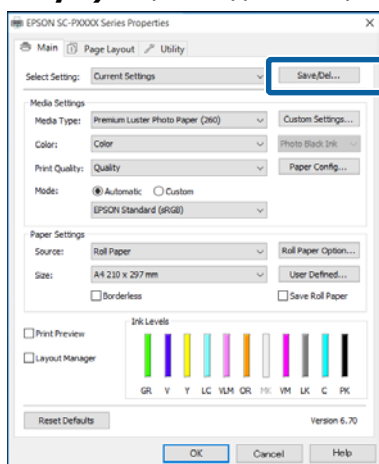 EPSON SC-PXXXX Series Properties
Main Page Layout Utility
Select Setting: Current Settings Save/Del...
Media Settings
Media Type: Premium Luster Photo Paper (260) Custom Settings...
Color: Color Photo Black Ink
Print Quality: Quality Paper Config...
Mode: Automatic Custom
EPSON Standard (sRGB)
Paper Settings
Source: Roll Paper Roll Paper Option...
Size: A4 210 x 297 mm User Defined...
Borderless Save Roll Paper
Ink Levels
Print Preview
Layout Manager
GR V Y LC VLM OR MK VM LK C PK
Reset Defaults Version 6.70
OK Cancel Help